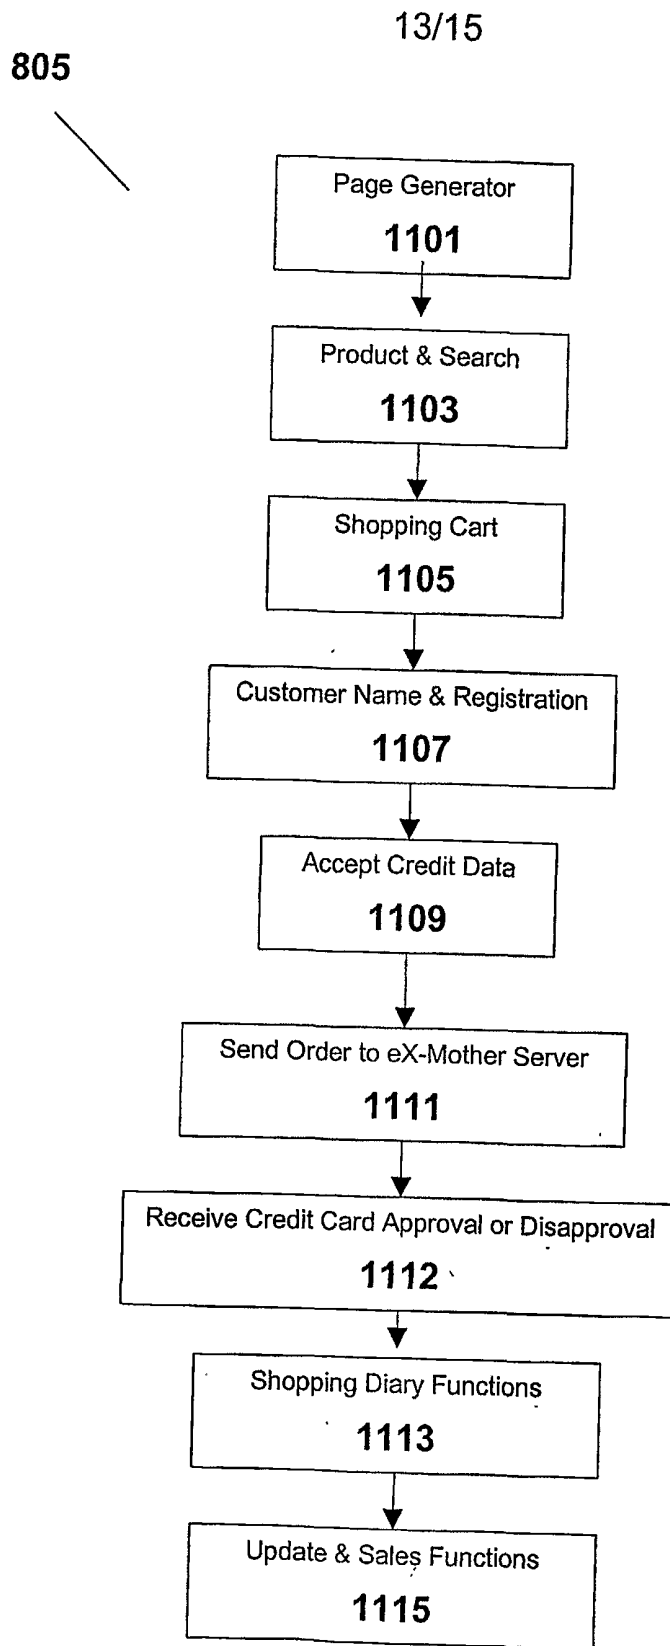 13/15
805
Page Generator
1101
Product & Search
1103
Shopping Cart
1105
Customer Name & Registration
1107
Accept Credit Data
1109
Send Order to eX-Mother Server
1111
Receive Credit Card Approval or Disapproval
1112
Shopping Diary Functions
1113
Update & Sales Functions
1115